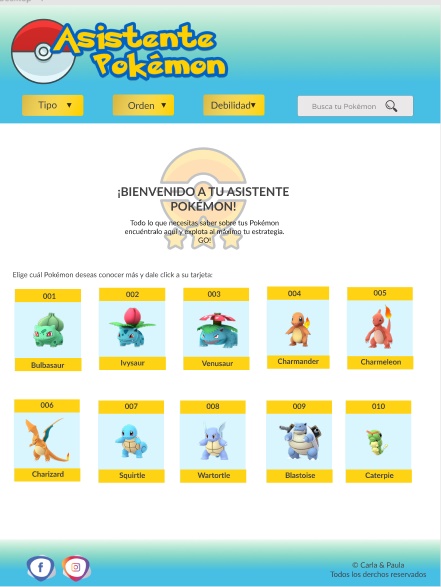 Asistente
Pokémon
Tipo ▼
Orden ▼
Debilidad▼
Busca tu Pokémon
¡BIENVENIDO A TU ASISTENTE
POKÉMON!
Todo lo que necesitas saber sobre tus Pokémon
encuéntralo aquí y explota al máximo tu estrategia.
GO!
Elige cuál Pokémon deseas conocer más y dale click a su tarjeta:
001
002
003
004
005
Bulbasaur
Ivysaur
Venusaur
Charmander
Charmeleon
006
007
008
009
010
Charizard
Squirtle
Wartortle
Blastoise
Caterpie
© Carla & Paula
Todos los derchos reservados